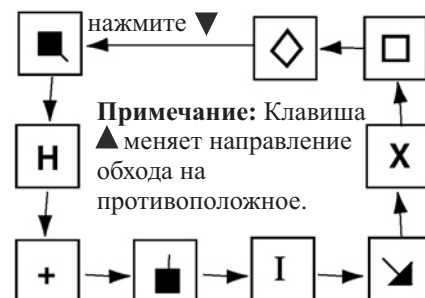 нажмите ▼
Примечание: Клавиша
▲ меняет направление
обхода на
противоположное.
H
X
+
I